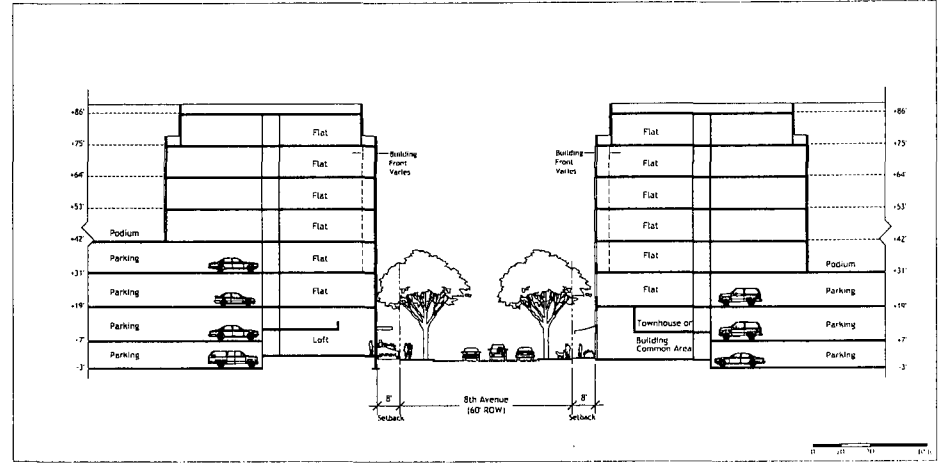 +86'
+75'
+64'
+53'
+42'
+31'
+19'
+7'
-3'
Podium
Parking
Parking
Parking
Parking
Flat
Flat
Flat
Flat
Flat
Flat
Loft
Building
Front
Varies
8'
Setback
8th Avenue
(60' ROW)
8'
Setback
Building
Front
Varies
Flat
Flat
Flat
Flat
Flat
Flat
Townhouse or
Building
Common Area
Podium
Parking
Parking
Parking
+86'
+75'
+64'
+53'
+42'
+31'
+19'
+7'
-3'
0